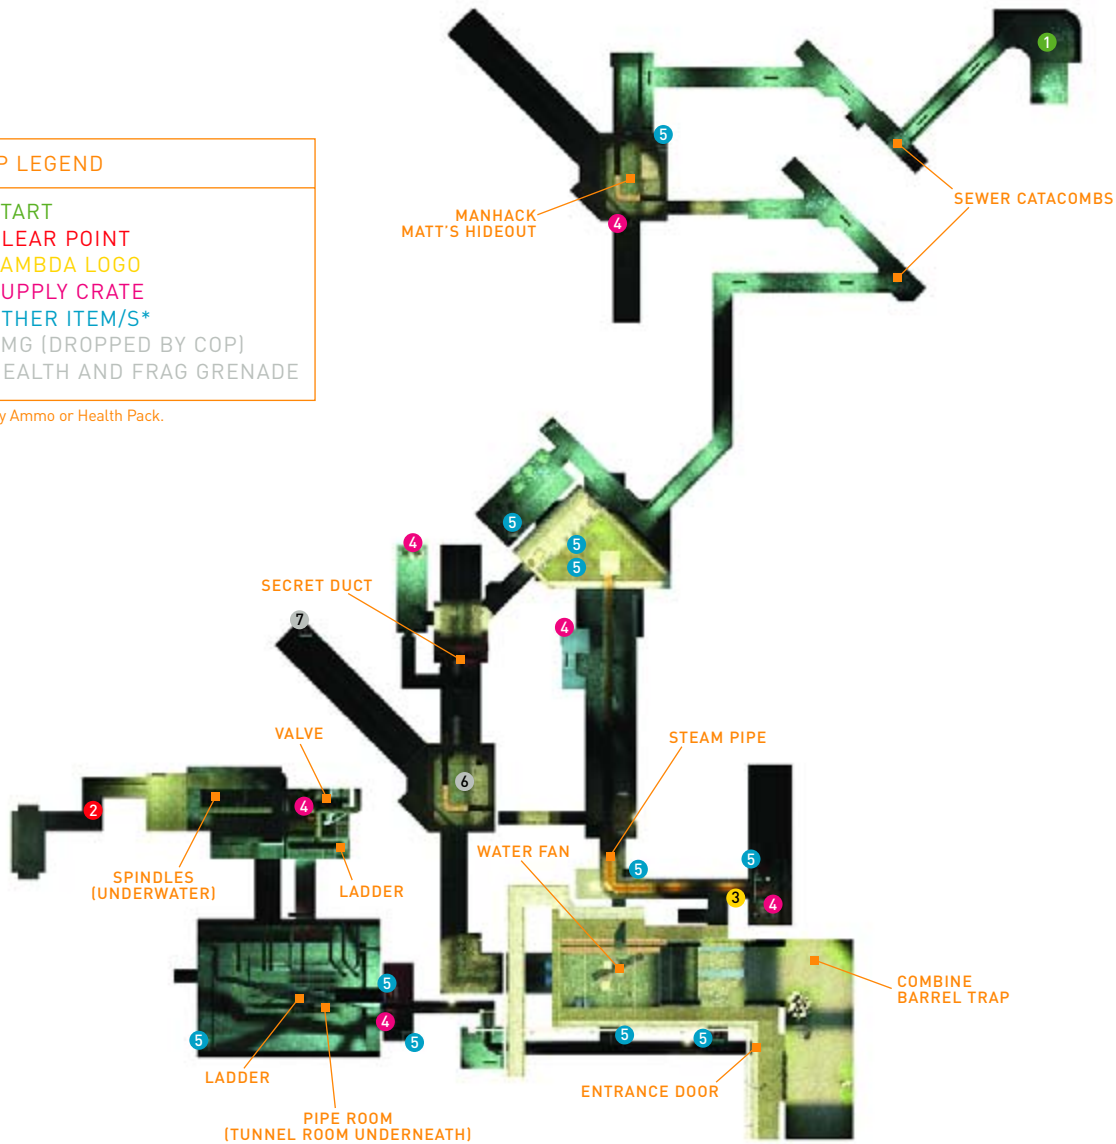 1
5
P LEGEND
SEWER CATACOMBS
TART
MANHACK
MATT'S HIDEOUT
4
LEAR POINT
AMBDA LOGO
UPPLY CRATE
THER ITEM/S*
MG (DROPPED BY COP)
EALTH AND FRAG GRENADE
y Ammo or Health Pack.
5
5
5
4
SECRET DUCT
7
4
VALVE
STEAM PIPE
6
2
4
WATER FAN
5
5
SPINDLES
(UNDERWATER)
LADDER
3
4
COMBINE
BARREL TRAP
5
4
5
5
5
5
LADDER
ENTRANCE DOOR
PIPE ROOM
(TUNNEL ROOM UNDERNEATH)